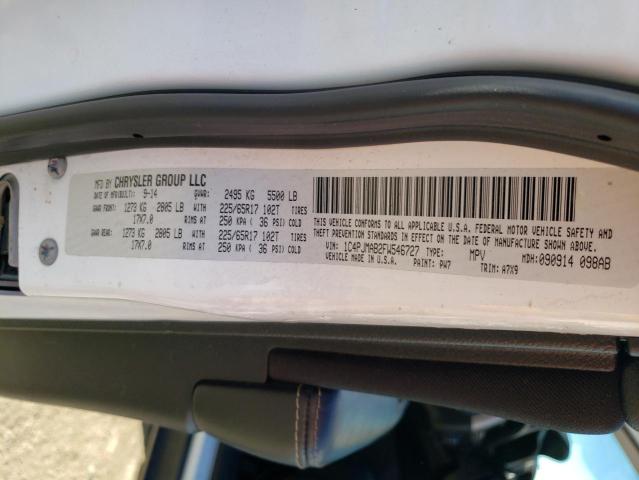 MFD BY CHRYSLER GROUP LLC
DATE OF MFG(BUILT): 9-14 GVWR: 2495 KG 5500 LB
GAWR FRONT: 1273 KG 2805 LB 225/65R17 102T TIRES
17X7.0 RIMS AT 250 KPA ( 36 PSI) COLD
GAWR REAR: 1273 KG 2805 LB 225/65R17 102T TIRES
17X7.0 RIMS AT 250 KPA ( 36 PSI) COLD
THIS VEHICLE CONFORMS TO ALL APPLICABLE U.S.A. FEDERAL MOTOR VEHICLE SAFETY AND
THEFT PREVENTION STANDARDS IN EFFECT ON THE DATE OF MANUFACTURE SHOWN ABOVE.
VIN: 1C4PJMAB2FW546727 TYPE: MPV MDH: 090914 098AB
VEHICLE MADE IN U.S.A. PAINT: PW7 TRIM: A7X9